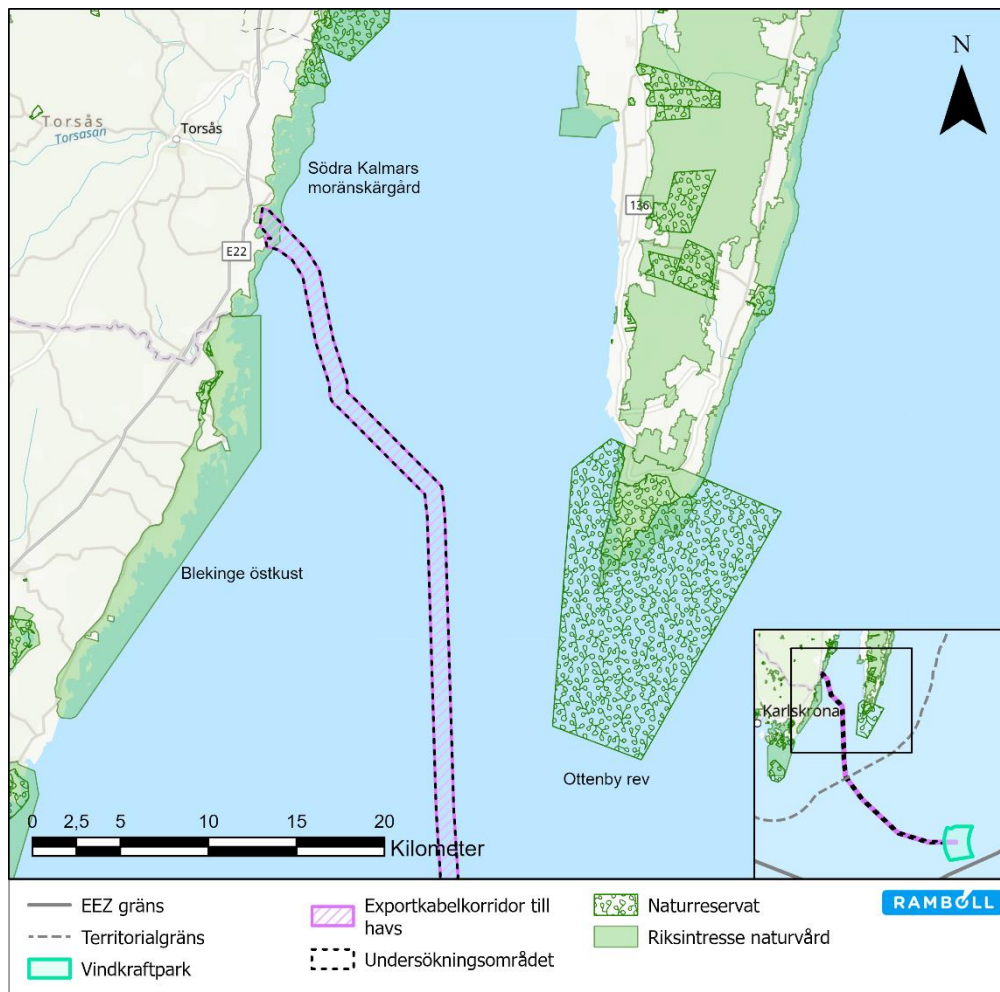 N
Torsås
Torsasan
Torsås
Södra Kalmars
moränskärgård
136
E22
Blekinge östkust
Ottenby rev
Karlskrona
0 2,5 5 10 15 20
Kilometer
EEZ gräns
Territorialgräns
Vindkraftpark
Exportkabelkorridor till
havs
Undersökningsområdet
Naturreservat
Riksintresse naturvård
RAMBOLL